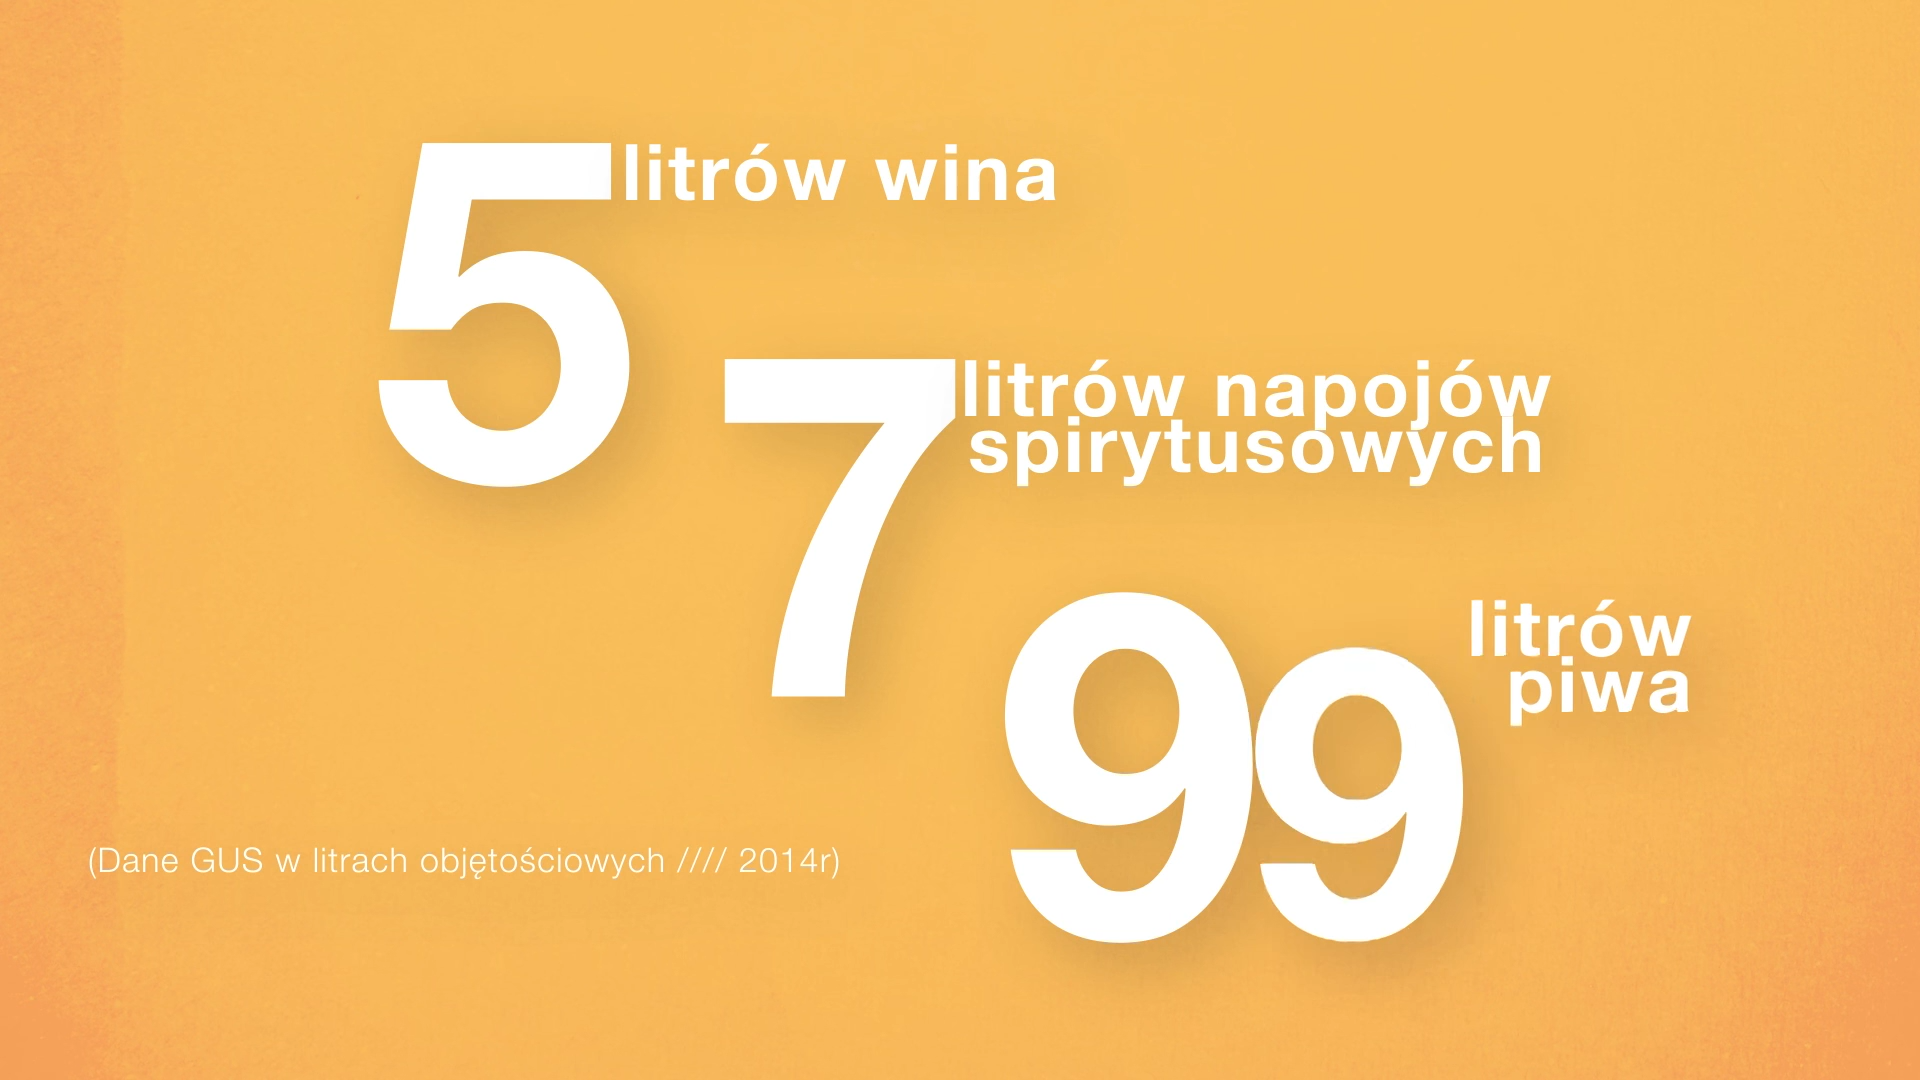 5 litrów wina
7 litrów napojów
spirytusowych
99 litrów
piwa
(Dane GUS w litrach objętościowych //// 2014r)